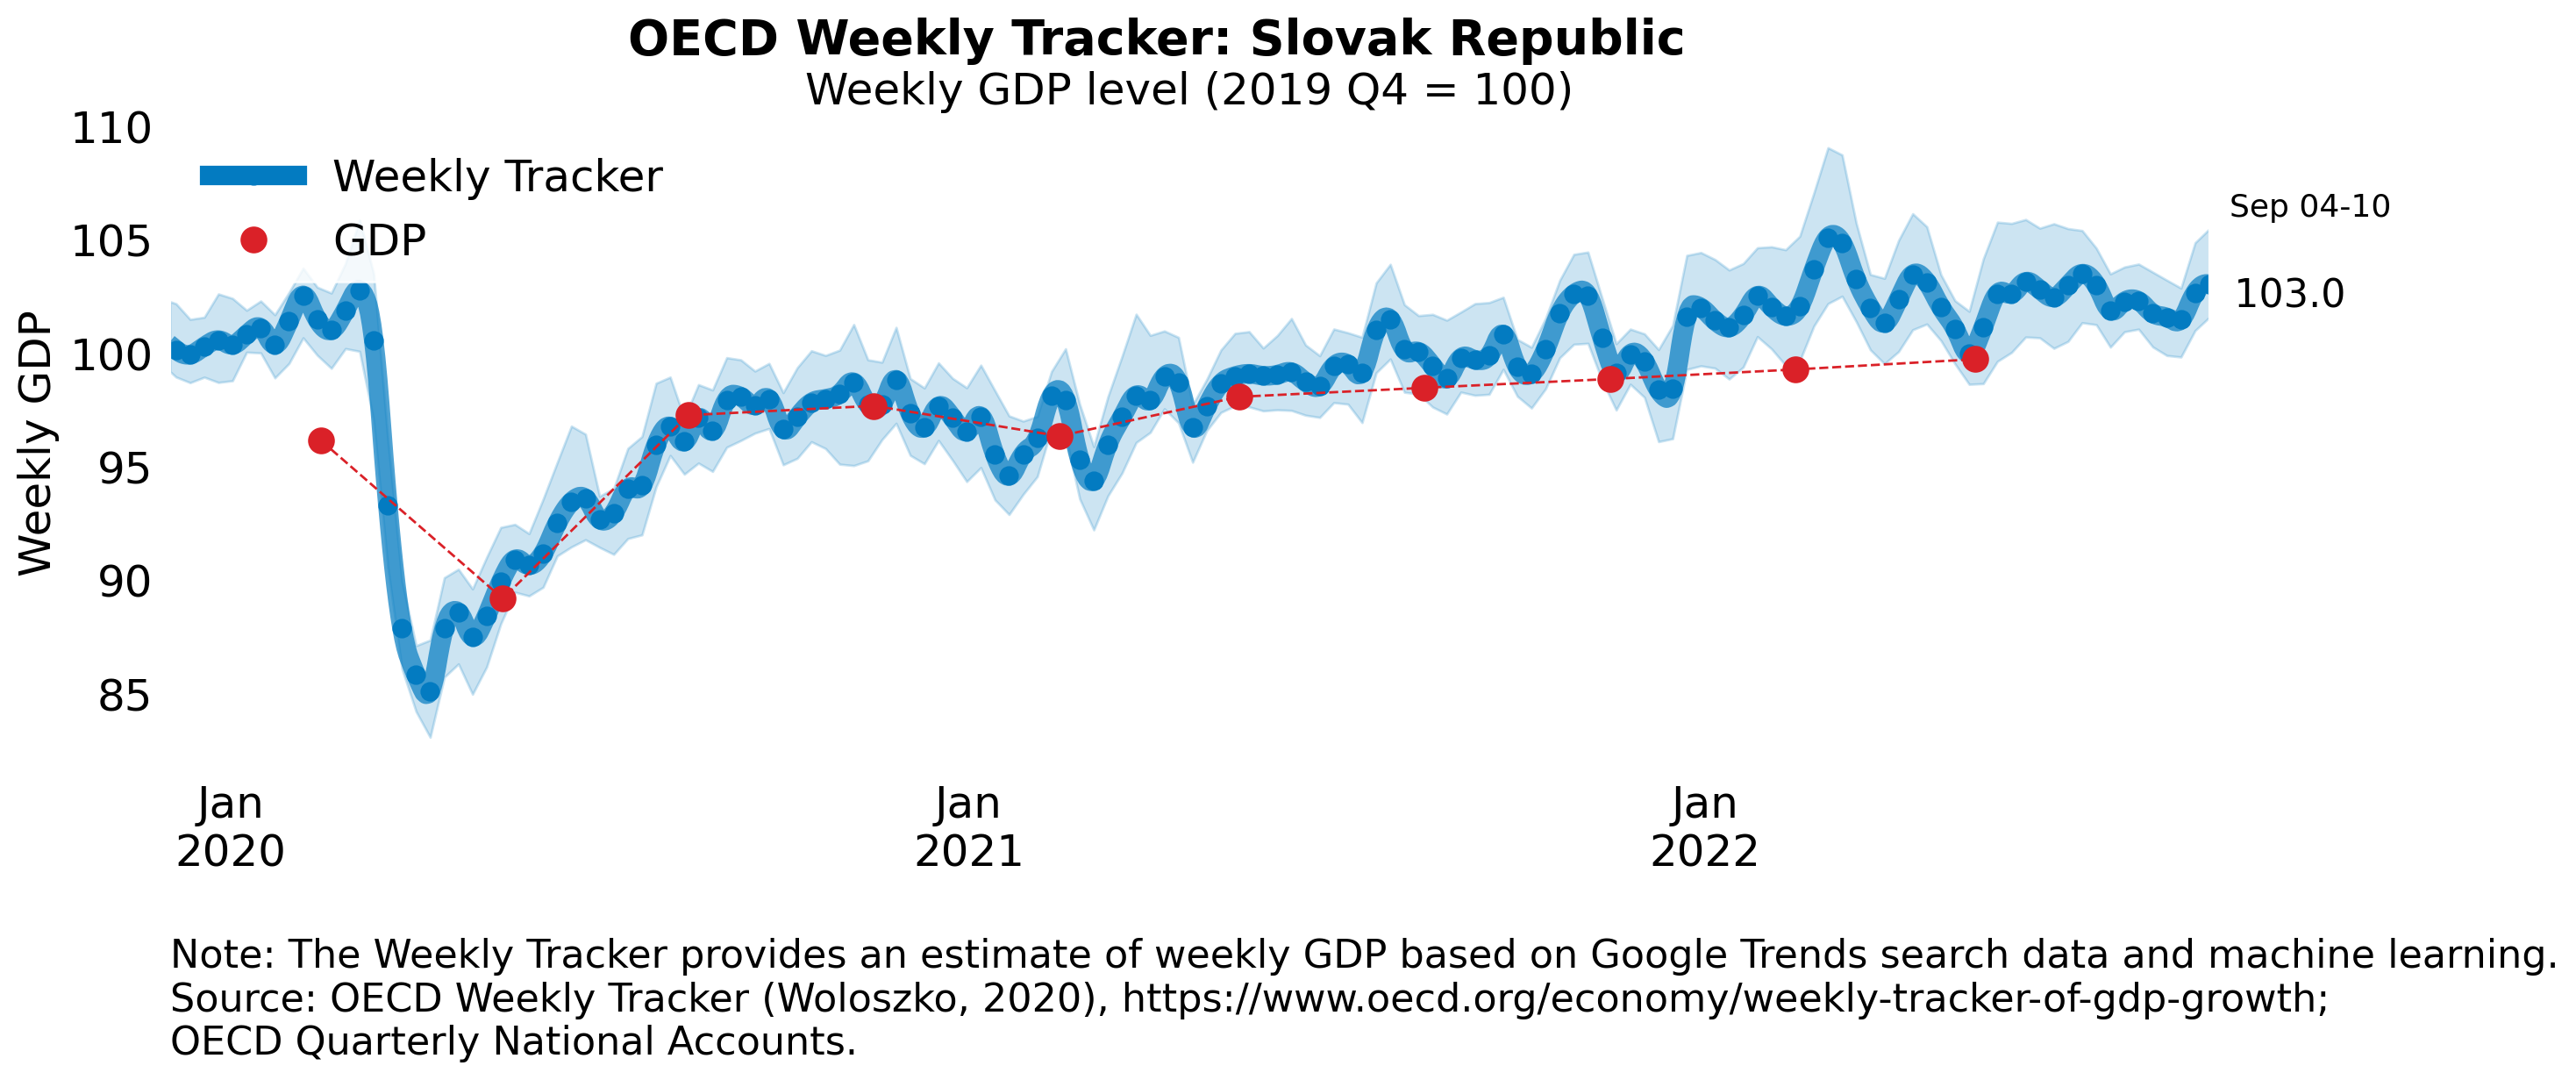 OECD Weekly Tracker: Slovak Republic
Weekly GDP level (2019 Q4 = 100)
Weekly Tracker
GDP
Weekly GDP
110
105
100
95
90
85
Sep 04-10
103.0
Jan
2020
Jan
2021
Jan
2022
Note: The Weekly Tracker provides an estimate of weekly GDP based on Google Trends search data and machine learning.
Source: OECD Weekly Tracker (Woloszko, 2020), https://www.oecd.org/economy/weekly-tracker-of-gdp-growth;
OECD Quarterly National Accounts.